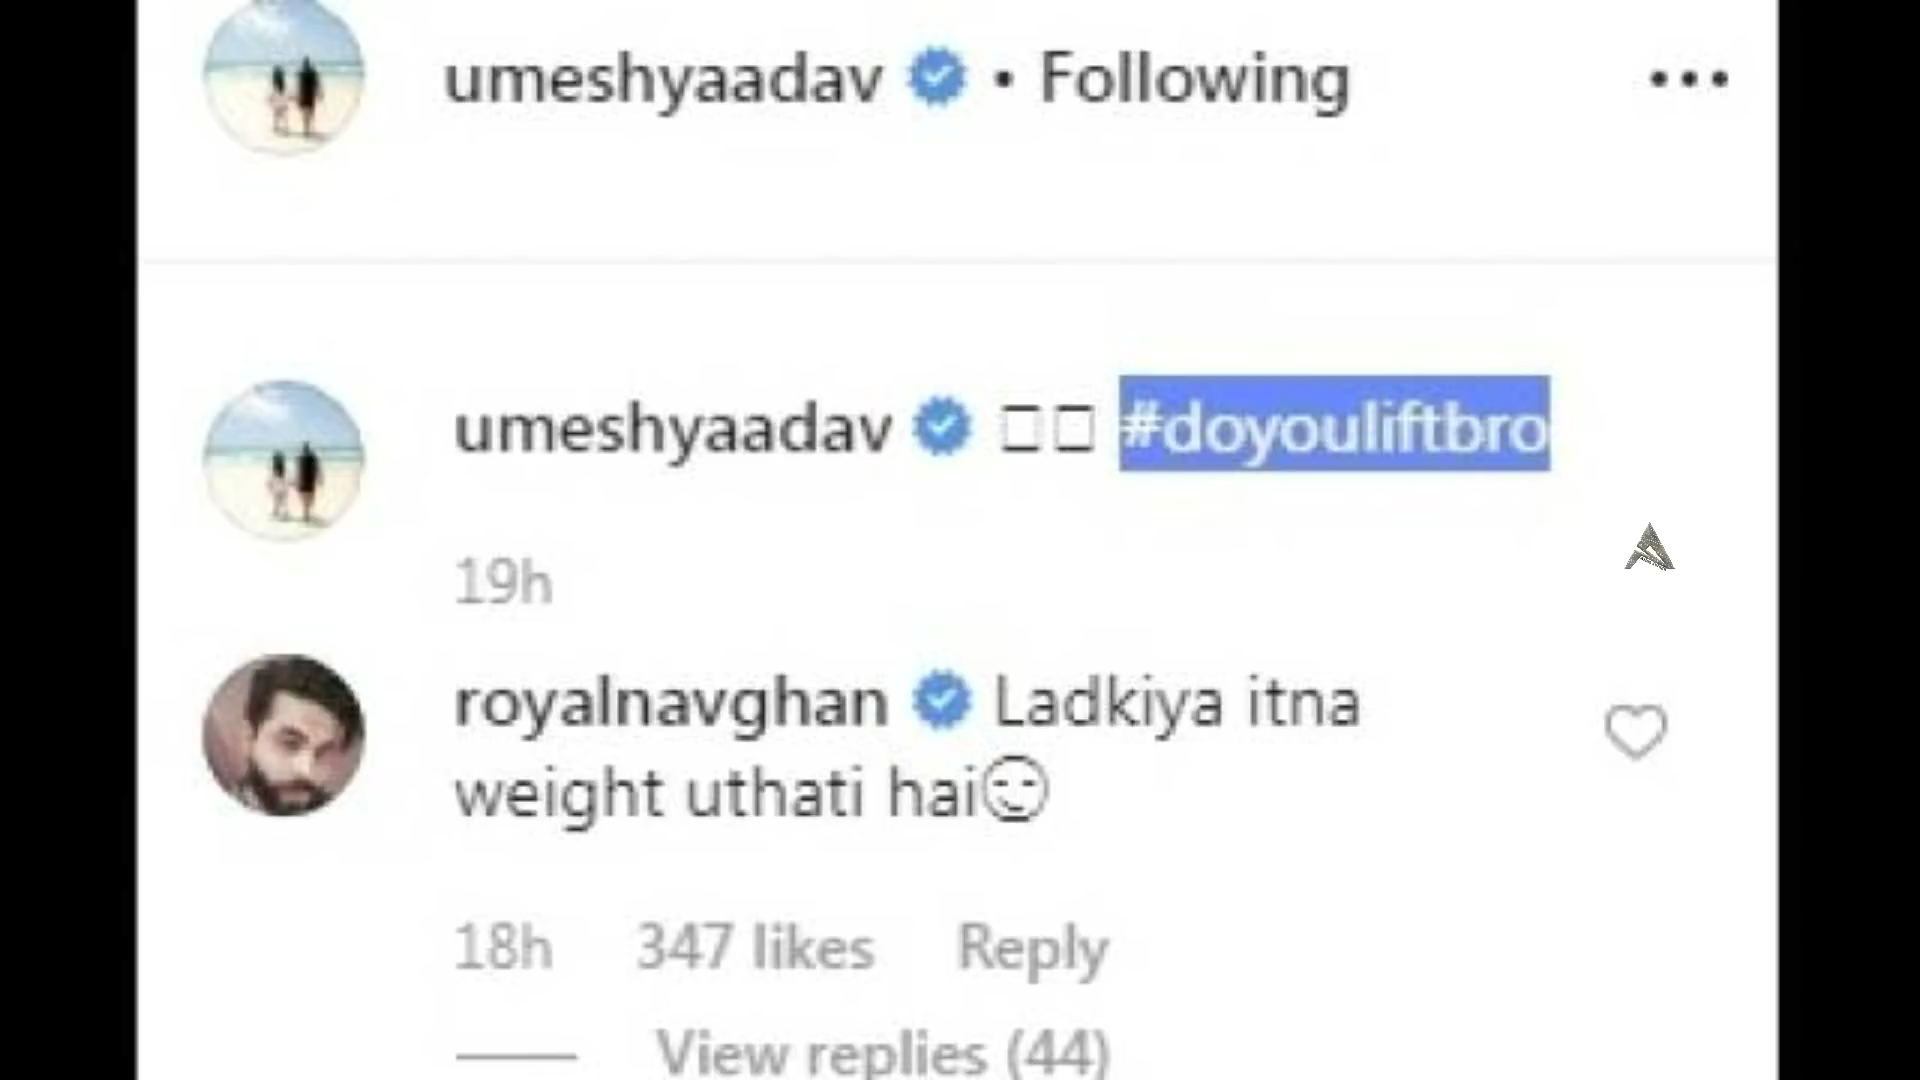 umeshyaadav • Following
umeshyaadav #doyouliftbro
19h
royalnavghan Ladkiya itna
weight uthati hai
18h 347 likes Reply
View replies (44)